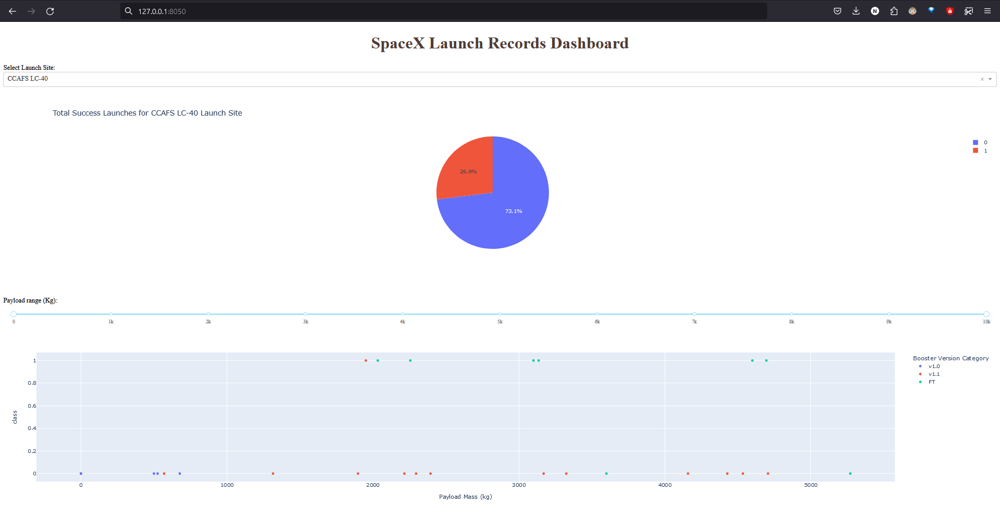 127.0.0.1:8050
N
SpaceX Launch Records Dashboard
Select Launch Site:
CCAFS LC-40
×
Total Success Launches for CCAFS LC-40 Launch Site
0
1
26.9%
73.1%
Payload range (Kg):
0 1k 2k 3k 4k 5k 6k 7k 8k 9k 10k
Booster Version Category
v1.0
v1.1
FT
1
0.8
0.6
0.4
0.2
0
class
0 1000 2000 3000 4000 5000
Payload Mass (kg)